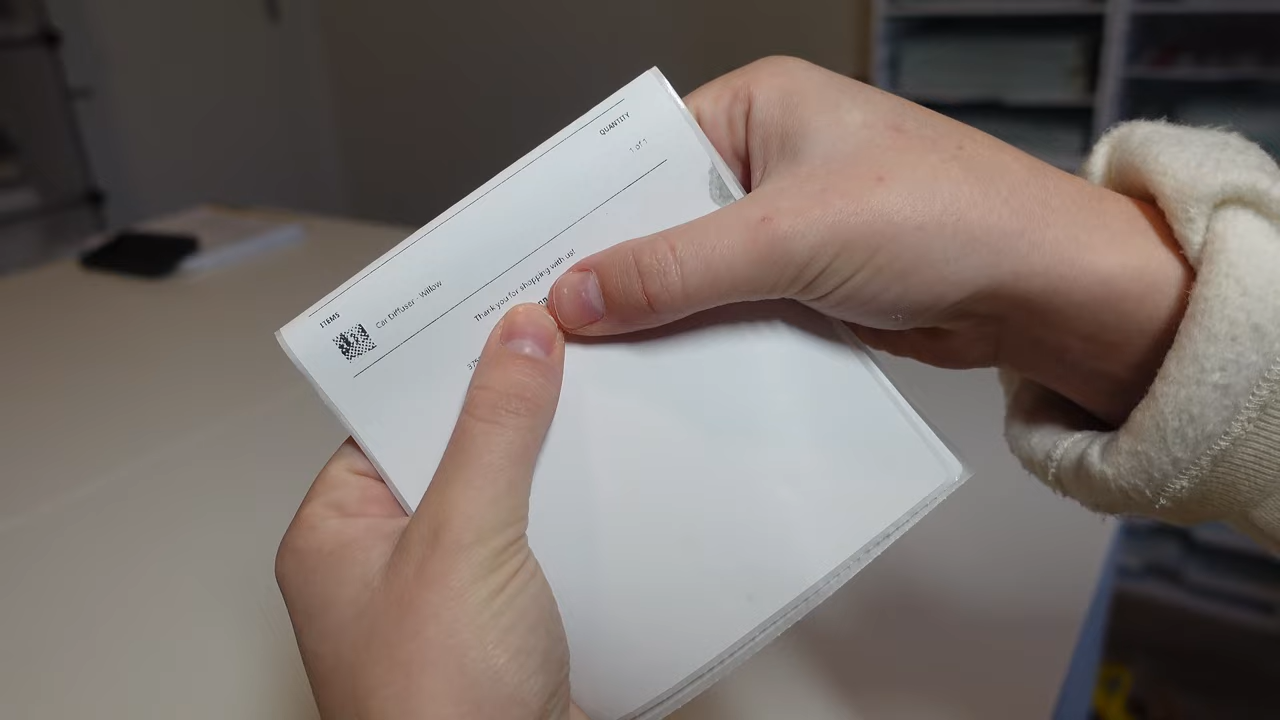 ITEMS QUANTITY
Car Diffuser - Willow 1 of 1
Thank you for shopping with us!